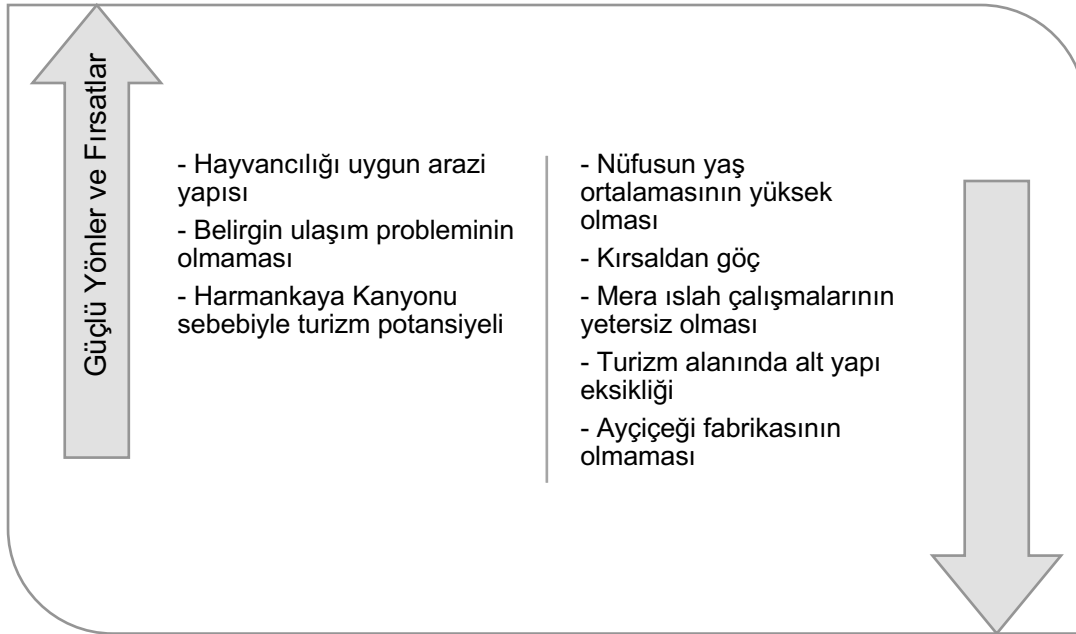 Güçlü Yönler ve Fırsatlar
- Hayvancılığı uygun arazi
yapısı
- Belirgin ulaşım probleminin
olmaması
- Harmankaya Kanyonu
sebebiyle turizm potansiyeli
- Nüfusun yaş
ortalamasının yüksek
olması
- Kırsaldan göç
- Mera ıslah çalışmalarının
yetersiz olması
- Turizm alanında alt yapı
eksikliği
- Ayçiçeği fabrikasının
olmaması